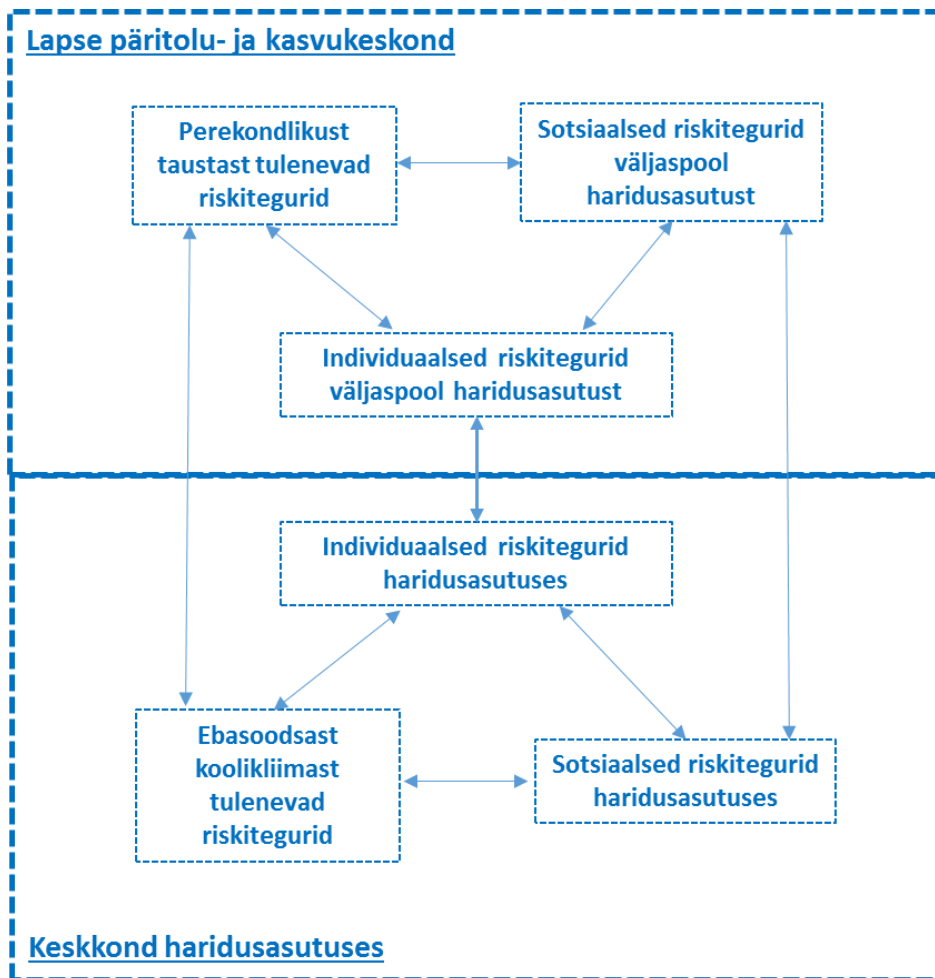 Lapse päritolu- ja kasvukeskond
Perekondlikust
taustast tulenevad
riskitegurid
Sotsiaalsed riskitegurid
väljaspool
haridusasutust
Individuaalsed riskitegurid
väljaspool haridusasutust
Individuaalsed riskitegurid
haridusasutuses
Ebasoodsast
koolikliimast
tulenevad
riskitegurid
Sotsiaalsed riskitegurid
haridusasutuses
Keskkond haridusasutuses